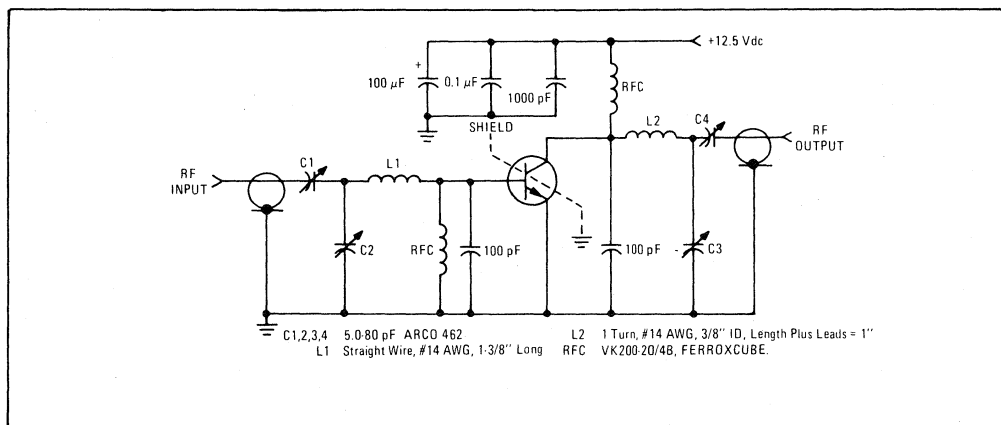 +12.5 Vdc
+
100 µF
0.1 µF
1000 pF
RFC
SHIELD
L2
C4
RF
OUTPUT
C1
L1
RF
INPUT
C2
RFC
100 pF
100 pF
C3
C1,2,3,4 5.0-80 pF ARCO 462
L1 Straight Wire, #14 AWG, 1-3/8" Long
L2 1 Turn, #14 AWG, 3/8" ID, Length Plus Leads = 1"
RFC VK200-20/4B, FERROXCUBE.